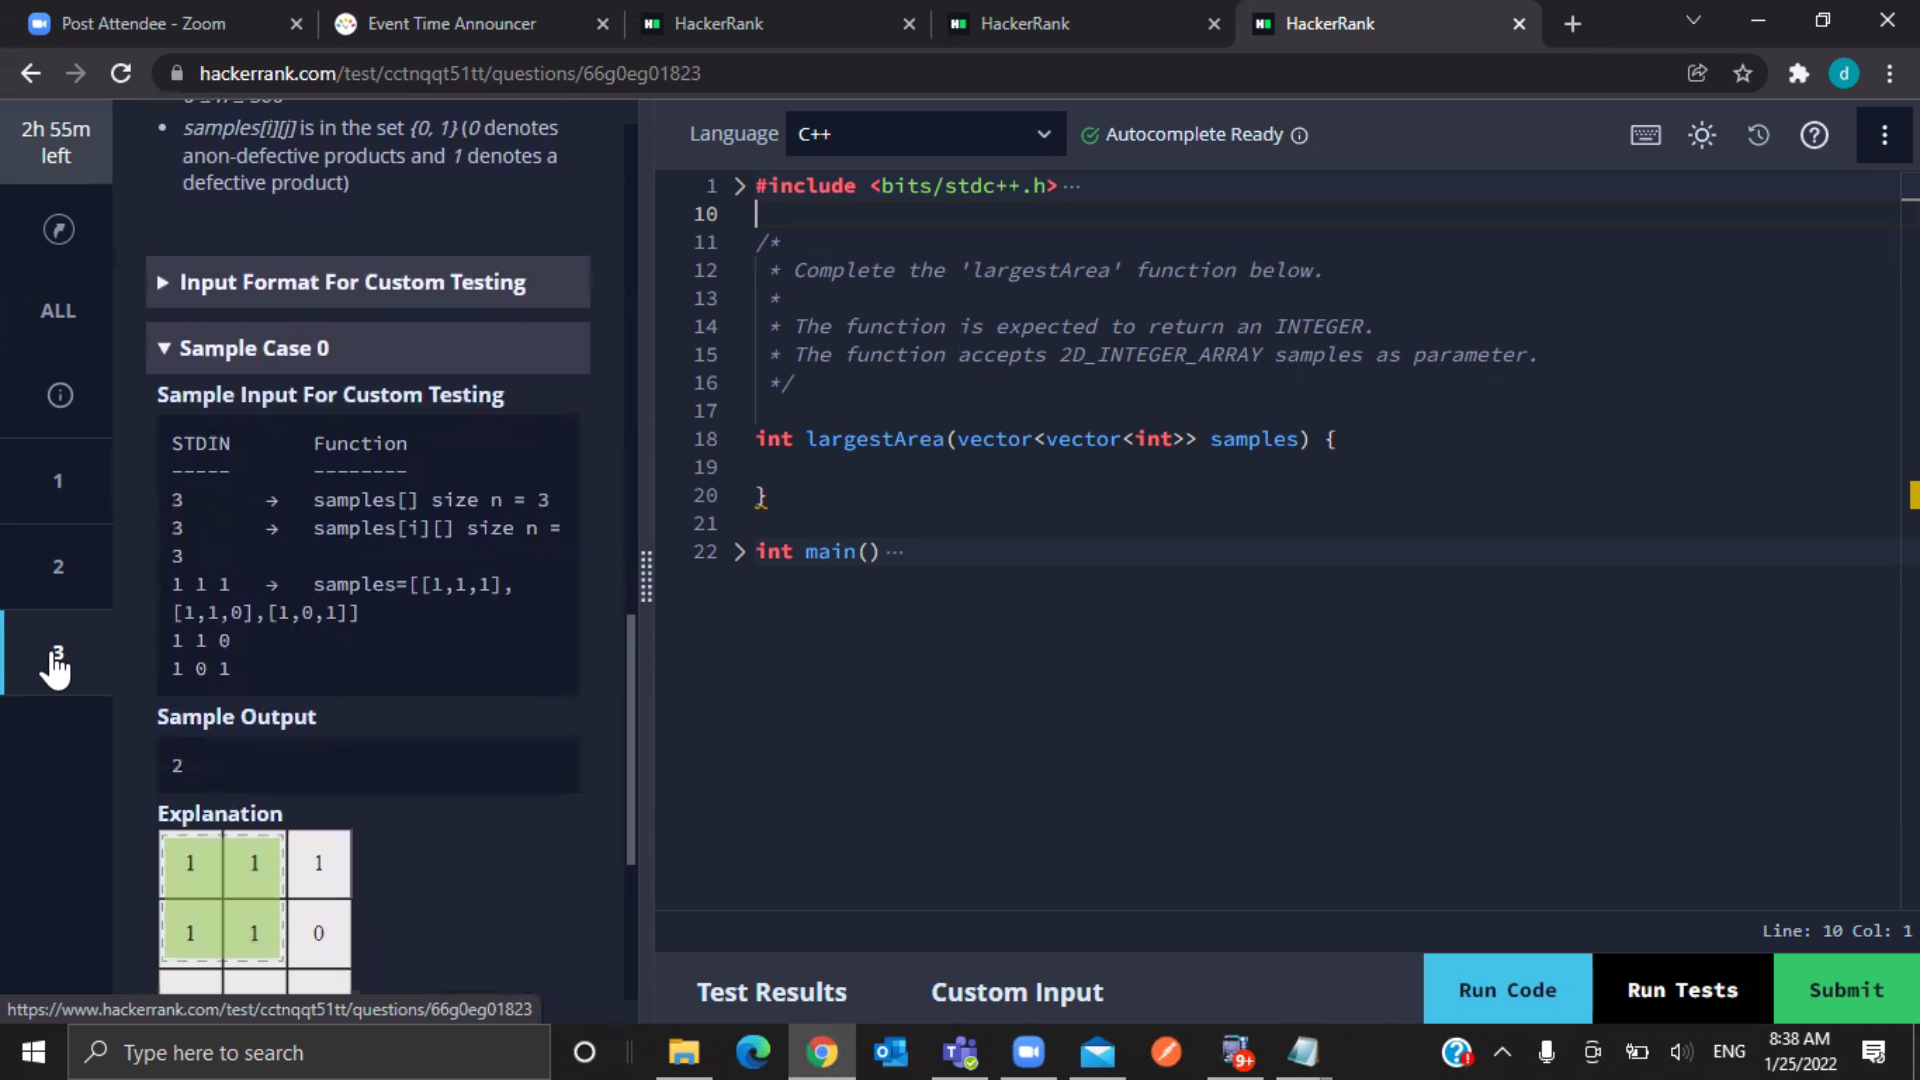 Post Attendee - Zoom
Event Time Announcer
HackerRank
HackerRank
HackerRank
hackerrank.com/test/cctnqqt51tt/questions/66g0eg01823
d
2h 55m
left
ALL
1
2
3
samples[i][j] is in the set {0, 1} (0 denotes
anon-defective products and 1 denotes a
defective product)
Input Format For Custom Testing
Sample Case 0
Sample Input For Custom Testing
STDIN Function
----- --------
3 → samples[] size n = 3
3 → samples[i][] size n =
3
1 1 1 → samples=[[1,1,1],
[1,1,0],[1,0,1]]
1 1 0
1 0 1
Sample Output
2
Explanation
1 1 1
1 1 0
https://www.hackerrank.com/test/cctnqqt51tt/questions/66g0eg01823
Language C++ Autocomplete Ready
1 #include <bits/stdc++.h> ...
10
11 /*
12 * Complete the 'largestArea' function below.
13 *
14 * The function is expected to return an INTEGER.
15 * The function accepts 2D_INTEGER_ARRAY samples as parameter.
16 */
17
18 int largestArea(vector<vector<int>> samples) {
19
20 }
21
22 int main() ...
Line: 10 Col: 1
Test Results Custom Input Run Code Run Tests Submit
Type here to search
9+
ENG
8:38 AM
1/25/2022